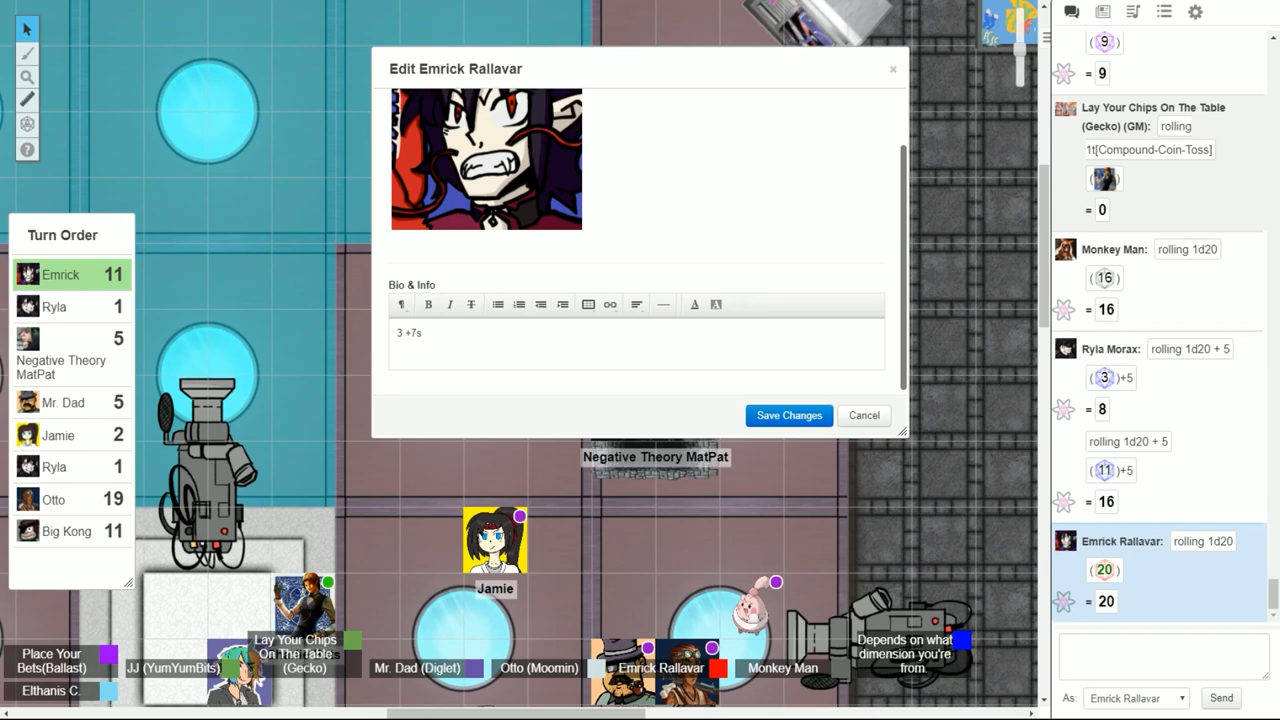 Edit Emrick Rallavar
×
Bio & Info
¶
B
I
T
A
A
3 +7s
Save Changes
Cancel
Turn Order
Emrick 11
Ryla 1
Negative Theory
MatPat
5
Mr. Dad 5
Jamie 2
Ryla 1
Otto 19
Big Kong 11
Negative Theory MatPat
Jamie
Place Your
Bets(Ballast)
Elthanis C.
JJ (YumYumBits)
Lay Your Chips
On The Table
(Gecko)
Mr. Dad (Diglet)
Otto (Moomin)
Emrick Rallavar
Monkey Man
Depends on what
dimension you're
from
(9)
= 9
Lay Your Chips On The Table
(Gecko) (GM): rolling
1t[Compound-Coin-Toss]
( )
= 0
Monkey Man: rolling 1d20
(16)
= 16
Ryla Morax: rolling 1d20 + 5
(3)+5
= 8
rolling 1d20 + 5
(11)+5
= 16
Emrick Rallavar: rolling 1d20
(20)
= 20
As: Emrick Rallavar
Send